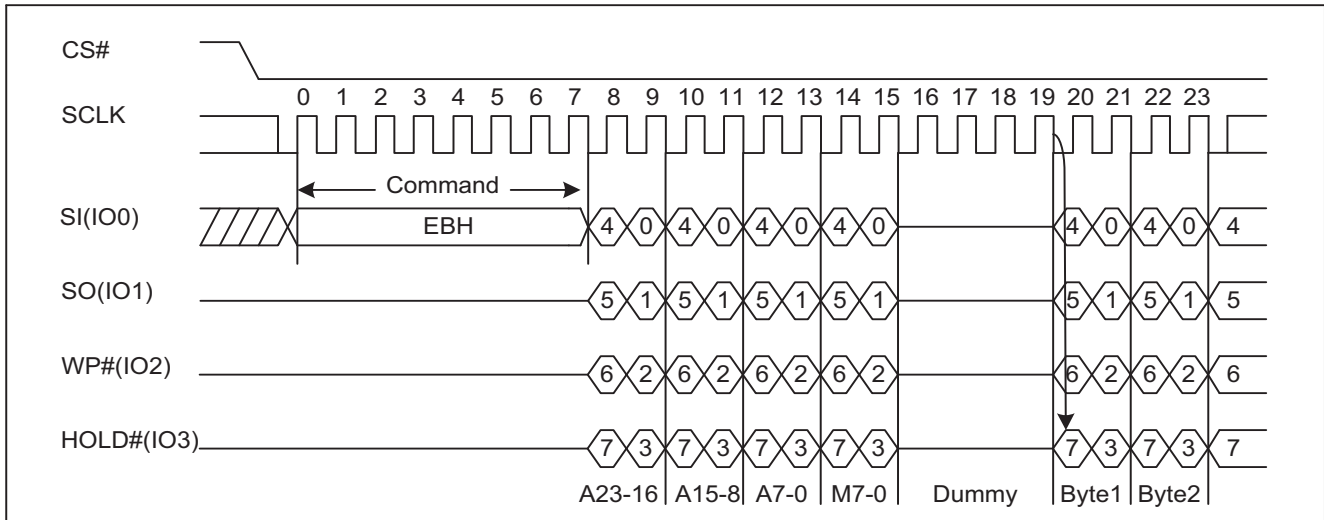 CS#
0 1 2 3 4 5 6 7 8 9 10 11 12 13 14 15 16 17 18 19 20 21 22 23
SCLK
Command
SI(IO0) EBH 4 0 4 0 4 0 4 0 4 0 4 0 4
SO(IO1) 5 1 5 1 5 1 5 1 5 1 5 1 5
WP#(IO2) 6 2 6 2 6 2 6 2 6 2 6 2 6
HOLD#(IO3) 7 3 7 3 7 3 7 3 7 3 7 3 7
A23-16 A15-8 A7-0 M7-0 Dummy Byte1 Byte2